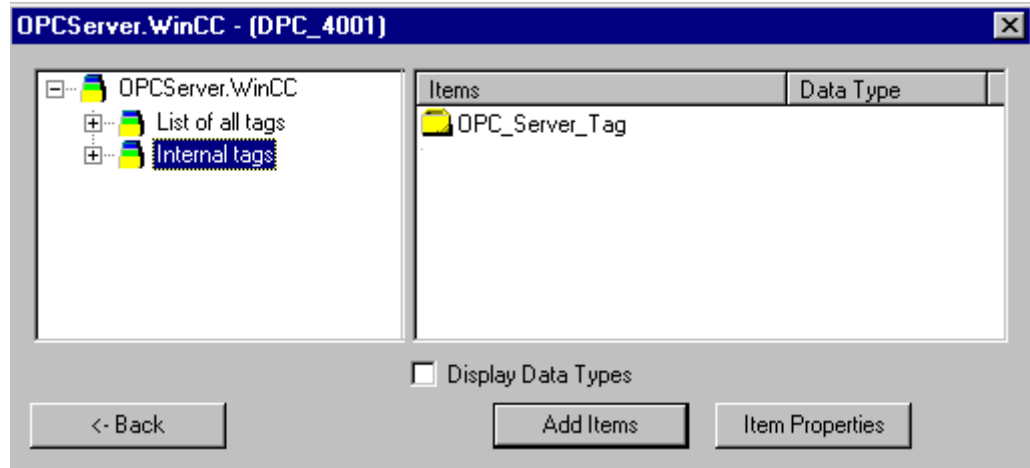 OPCServer.WinCC - (DPC_4001)
OPCServer.WinCC
List of all tags
Internal tags
Items Data Type
OPC_Server_Tag
Display Data Types
<- Back Add Items Item Properties